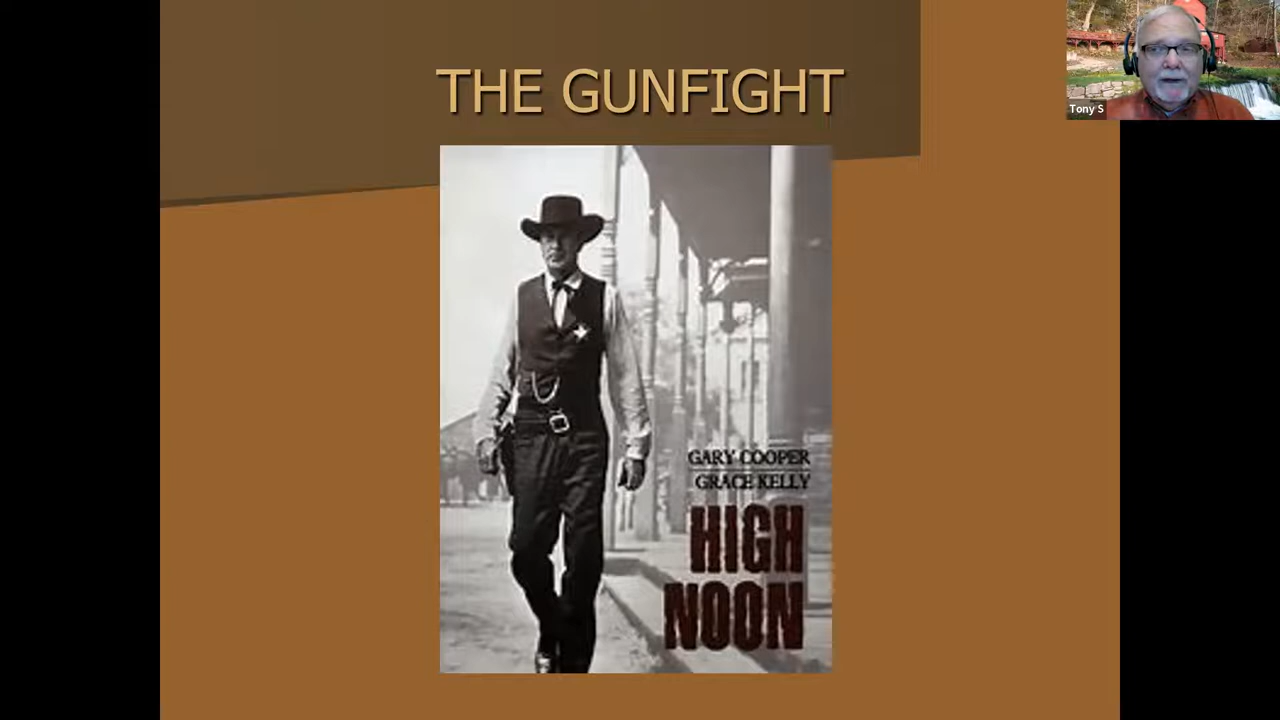 THE GUNFIGHT
Tony S
GARY COOPER
GRACE KELLY
HIGH
NOON